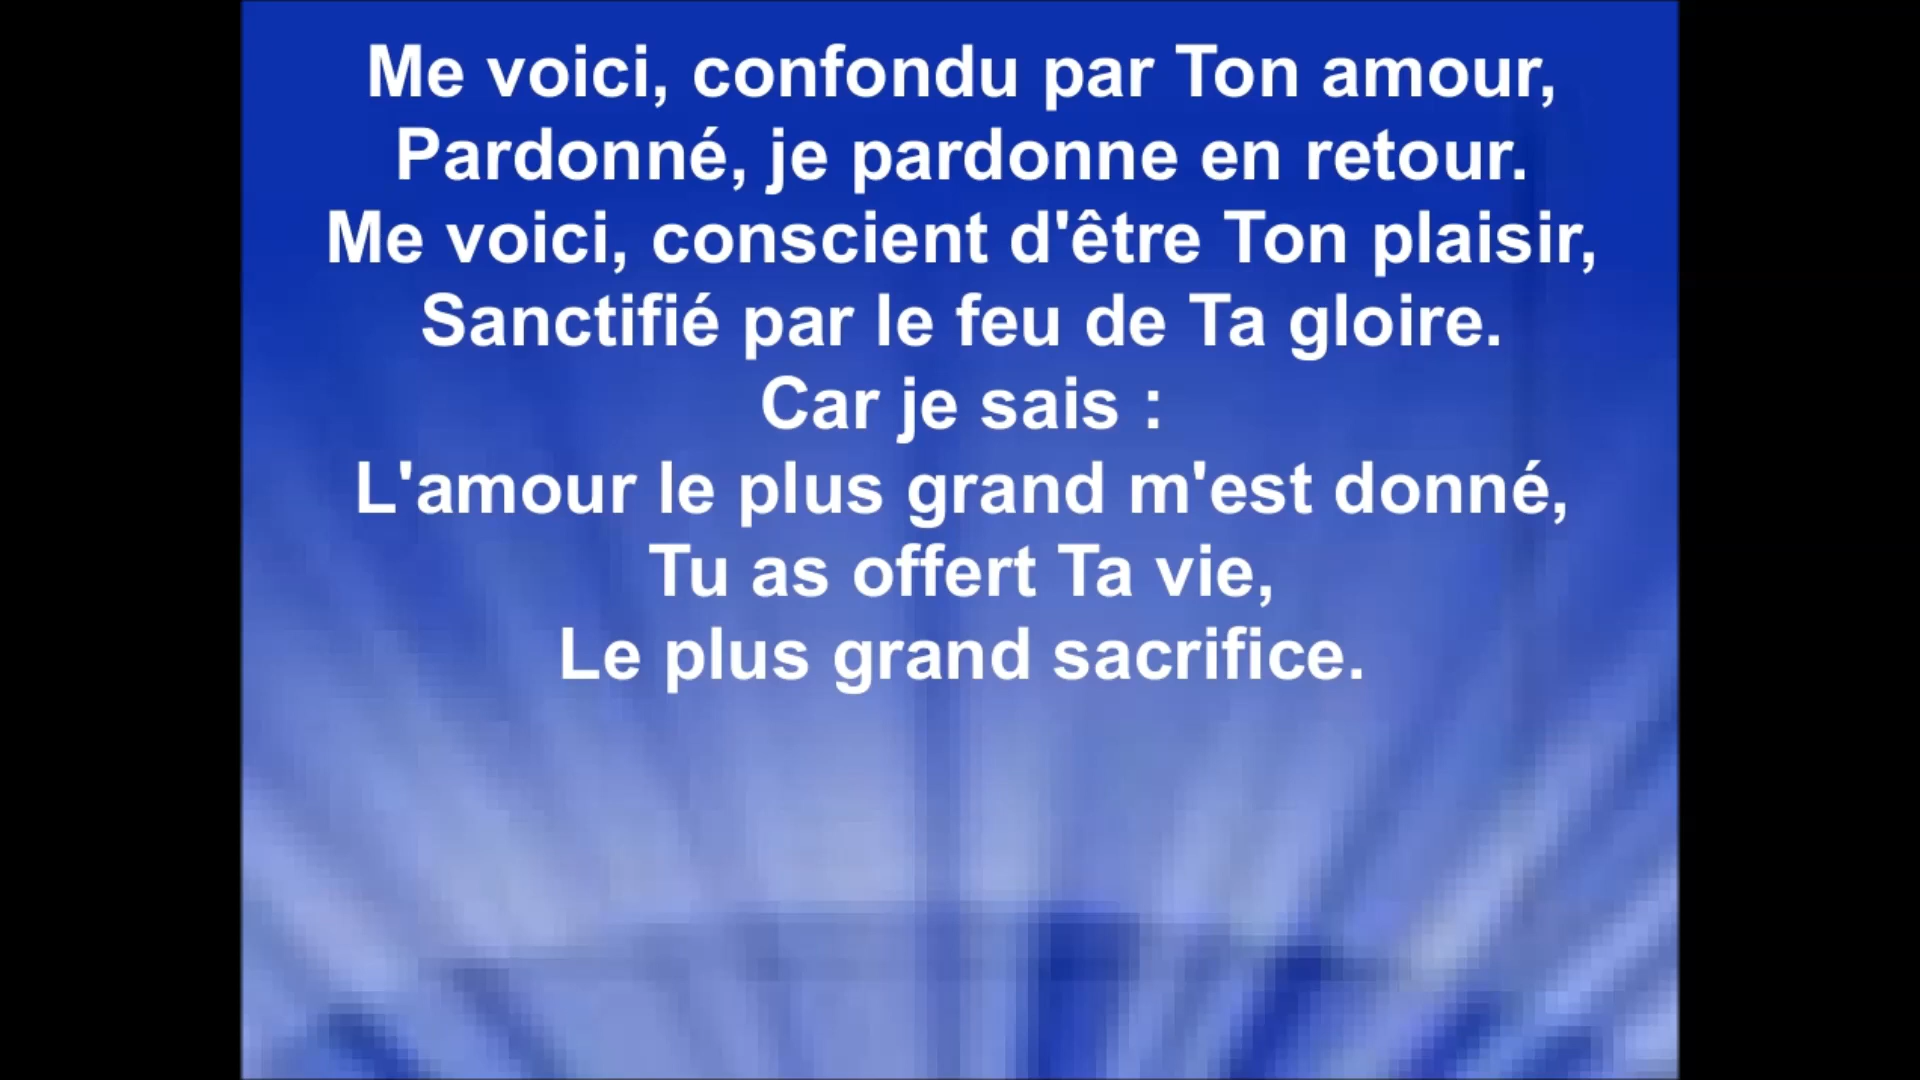 Me voici, confondu par Ton amour,
Pardonné, je pardonne en retour.
Me voici, conscient d'être Ton plaisir,
Sanctifié par le feu de Ta gloire.
Car je sais :
L'amour le plus grand m'est donné,
Tu as offert Ta vie,
Le plus grand sacrifice.